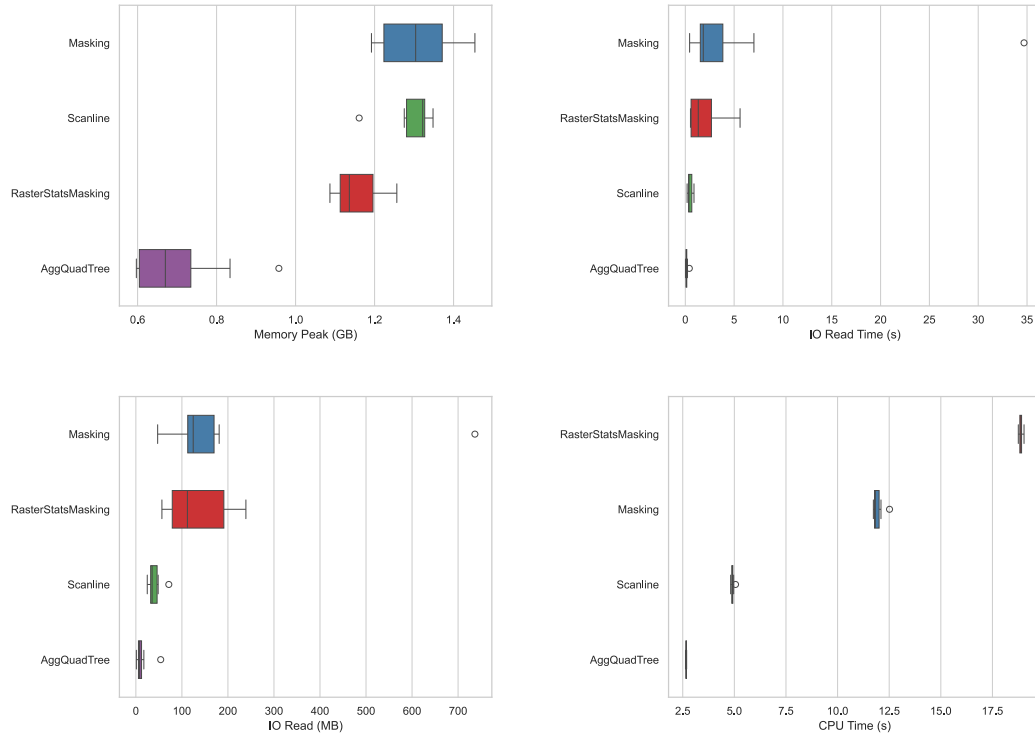 Masking
Scanline
RasterStatsMasking
AggQuadTree
0.6 0.8 1.0 1.2 1.4
Memory Peak (GB)
Masking
RasterStatsMasking
Scanline
AggQuadTree
0 5 10 15 20 25 30 35
IO Read Time (s)
Masking
RasterStatsMasking
Scanline
AggQuadTree
0 100 200 300 400 500 600 700
IO Read (MB)
RasterStatsMasking
Masking
Scanline
AggQuadTree
2.5 5.0 7.5 10.0 12.5 15.0 17.5
CPU Time (s)